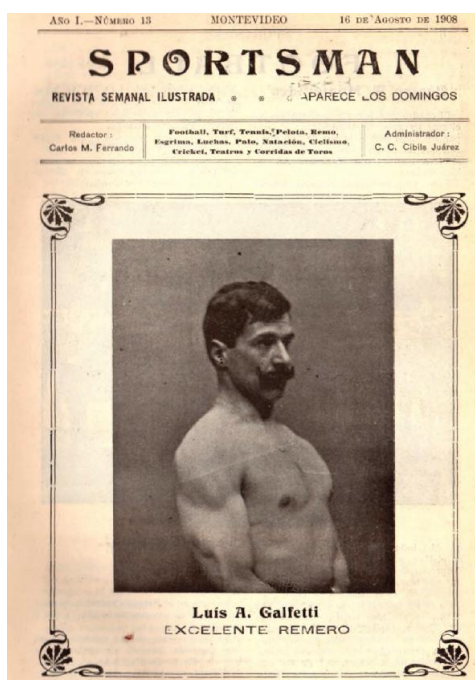 AÑO I.—NÚMERO 13 MONTEVIDEO 16 DE AGOSTO DE 1908
SPORTSMAN
REVISTA SEMANAL ILUSTRADA APARECE LOS DOMINGOS
Redactor:
Carlos M. Ferrando
Football, Turf, Tennis, Pelota, Remo,
Esgrima, Luchas, Palo, Natación, Ciclismo,
Cricket, Teatros y Corridas de Toros
Administrador:
C. C. Cibils Juárez
Luís A. Galfetti
EXCELENTE REMERO